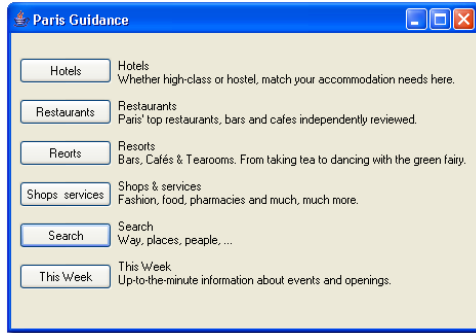 Paris Guidance
Hotels
Hotels
Whether high-class or hostel, match your accommodation needs here.
Restaurants
Restaurants
Paris' top restaurants, bars and cafes independently reviewed.
Reorts
Resorts
Bars, Cafés & Tearooms. From taking tea to dancing with the green fairy.
Shops services
Shops & services
Fashion, food, pharmacies and much, much more.
Search
Search
Way, places, peaple, ...
This Week
This Week
Up-to-the-minute information about events and openings.